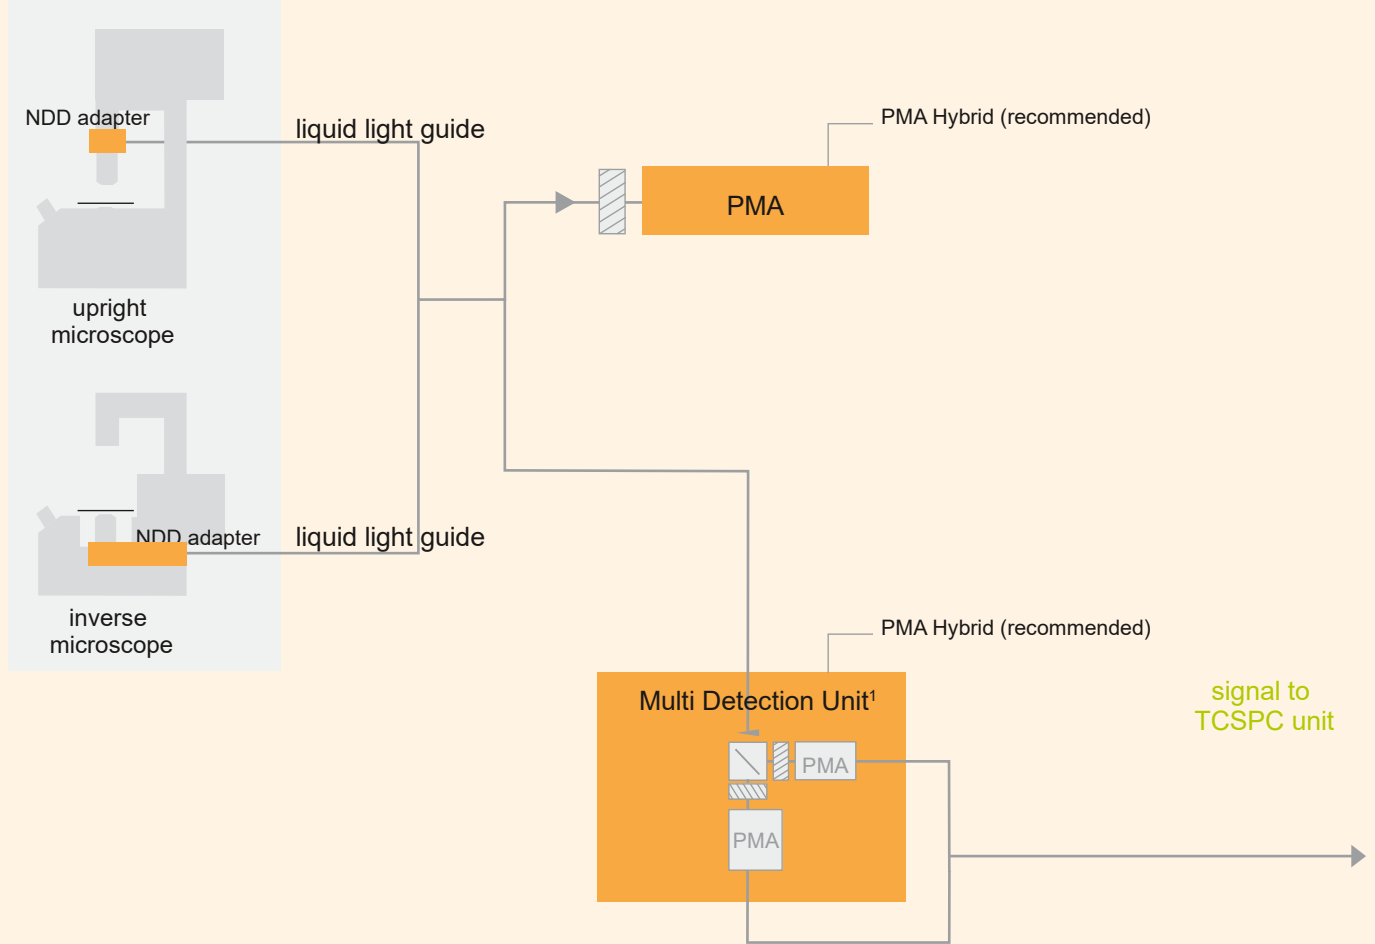 NDD adapter
liquid light guide
PMA Hybrid (recommended)
PMA
upright
microscope
NDD adapter
liquid light guide
inverse
microscope
PMA Hybrid (recommended)
Multi Detection Unit¹
signal to
TCSPC unit
PMA
PMA